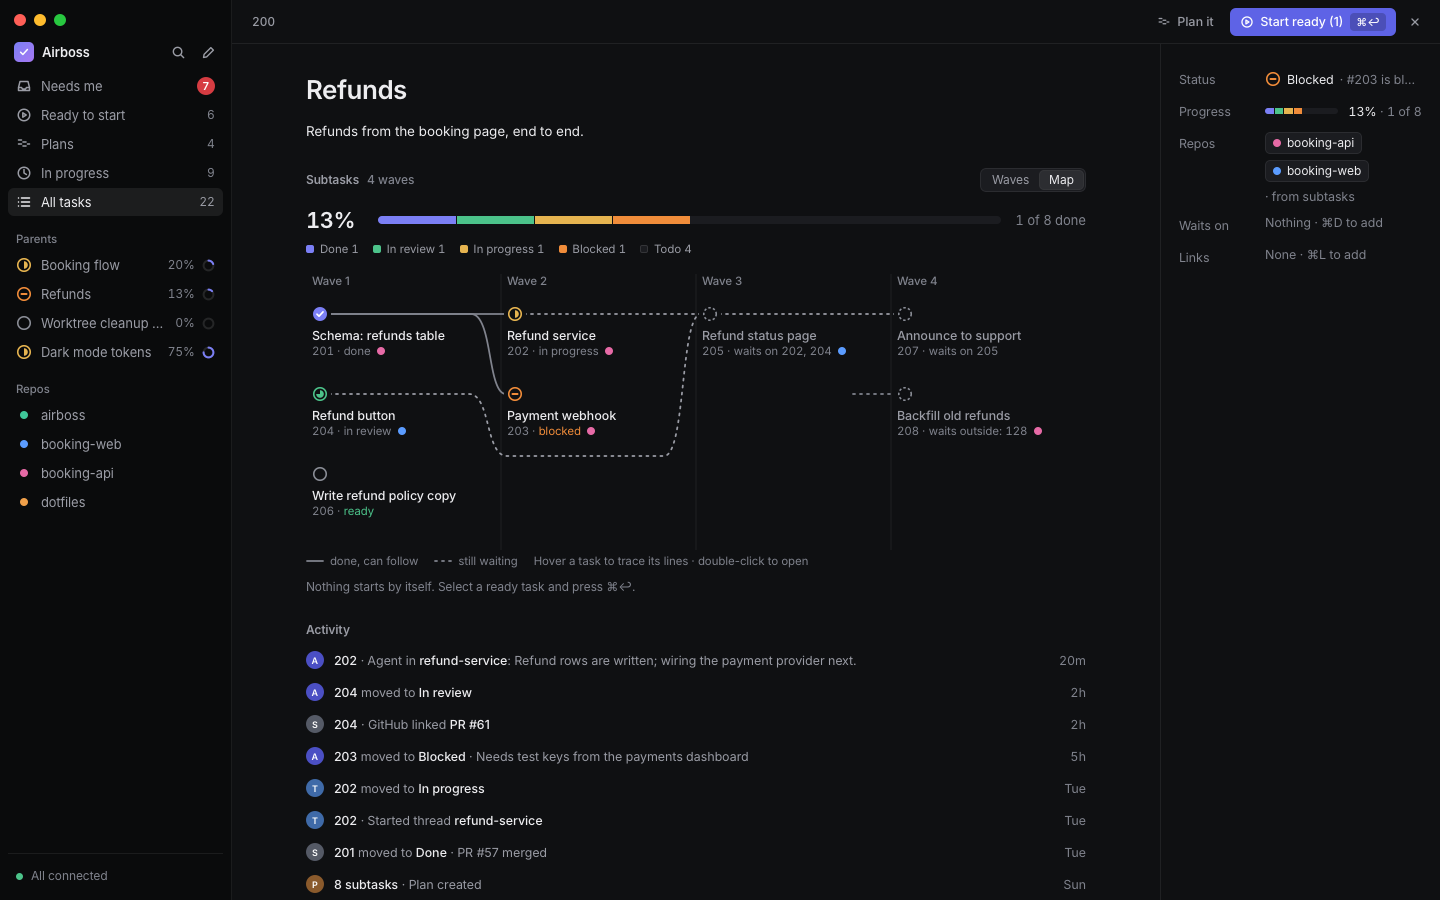 Airboss
Needs me 7
Ready to start 6
Plans 4
In progress 9
All tasks 22
Parents
Booking flow 20%
Refunds 13%
Worktree cleanup ... 0%
Dark mode tokens 75%
Repos
airboss
booking-web
booking-api
dotfiles
All connected
200
Plan it
Start ready (1) ⌘↩
Refunds
Refunds from the booking page, end to end.
Subtasks 4 waves
Waves Map
13% 1 of 8 done
Done 1 In review 1 In progress 1 Blocked 1 Todo 4
Wave 1 Wave 2 Wave 3 Wave 4
Schema: refunds table
201 · done
Refund service
202 · in progress
Refund status page
205 · waits on 202, 204
Announce to support
207 · waits on 205
Refund button
204 · in review
Payment webhook
203 · blocked
Backfill old refunds
208 · waits outside: 128
Write refund policy copy
206 · ready
done, can follow still waiting Hover a task to trace its lines · double-click to open
Nothing starts by itself. Select a ready task and press ⌘↩.
Activity
A 202 · Agent in refund-service: Refund rows are written; wiring the payment provider next. 20m
A 204 moved to In review 2h
S 204 · GitHub linked PR #61 2h
A 203 moved to Blocked · Needs test keys from the payments dashboard 5h
T 202 moved to In progress Tue
T 202 · Started thread refund-service Tue
S 201 moved to Done · PR #57 merged Tue
P 8 subtasks · Plan created Sun
Status Blocked · #203 is bl...
Progress 13% · 1 of 8
Repos booking-api
booking-web
· from subtasks
Waits on Nothing · ⌘D to add
Links None · ⌘L to add